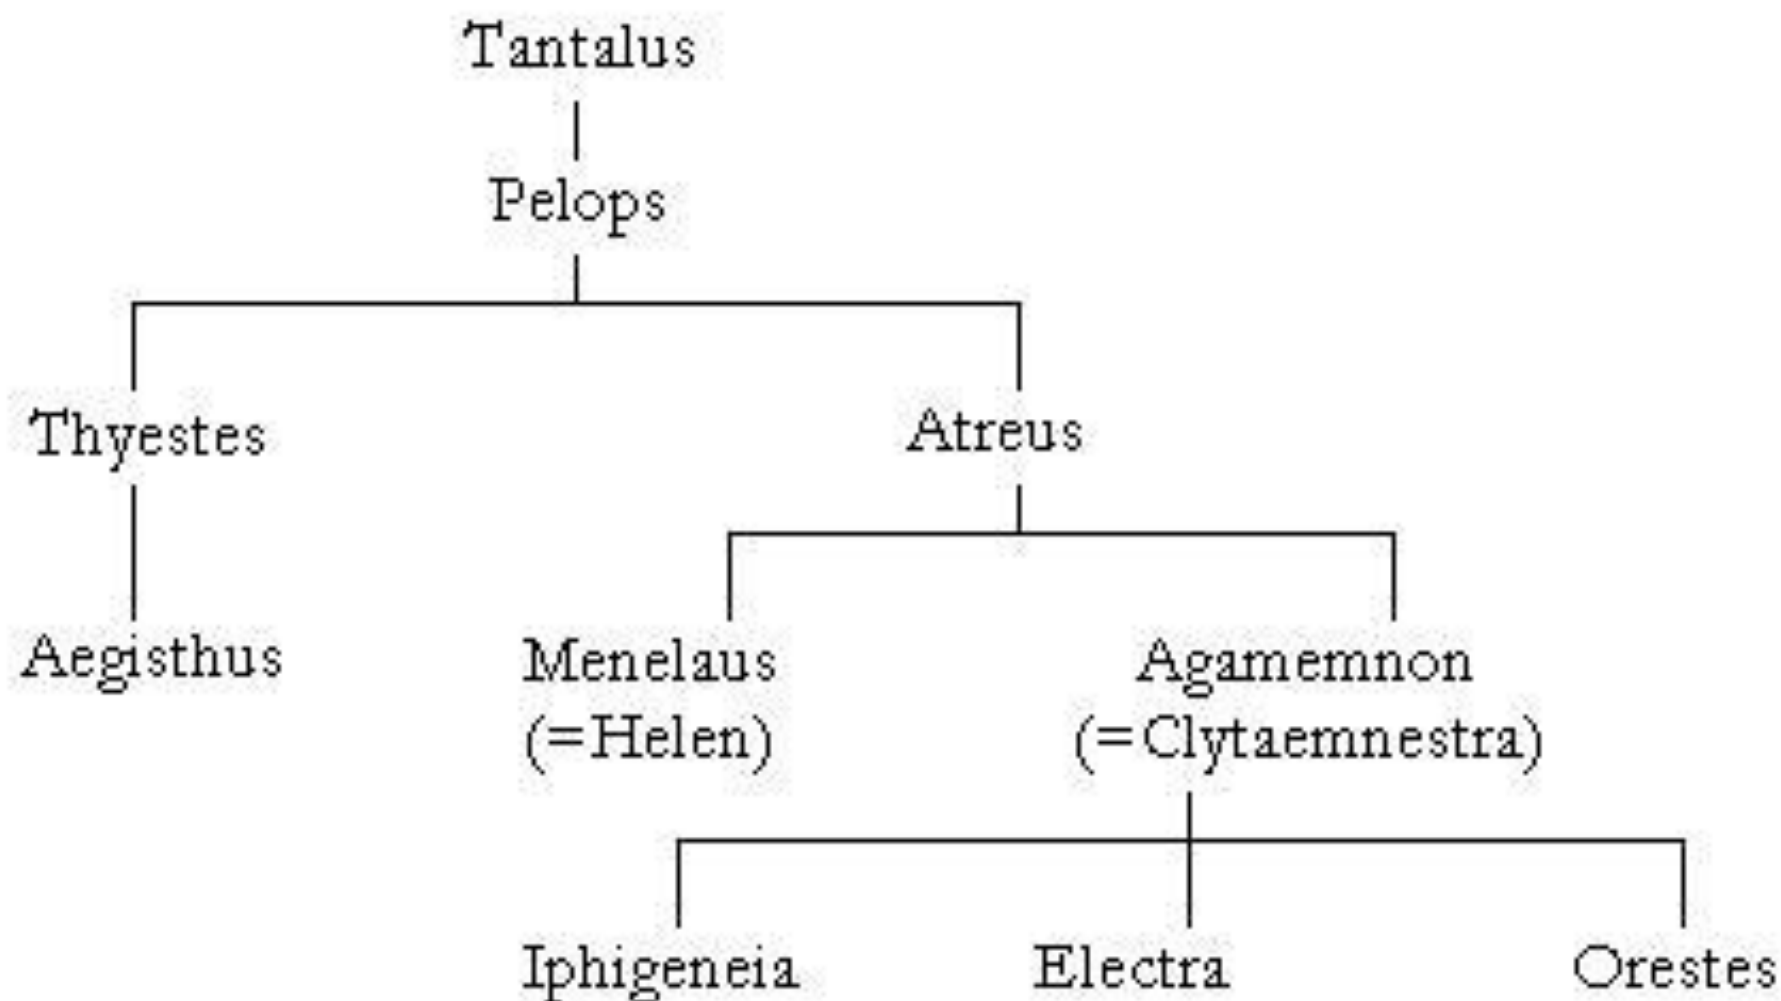 Tantalus
Pelops
Thyestes
Atreus
Aegisthus
Menelaus
(=Helen)
Agamemnon
(=Clytaemnestra)
Iphigeneia
Electra
Orestes